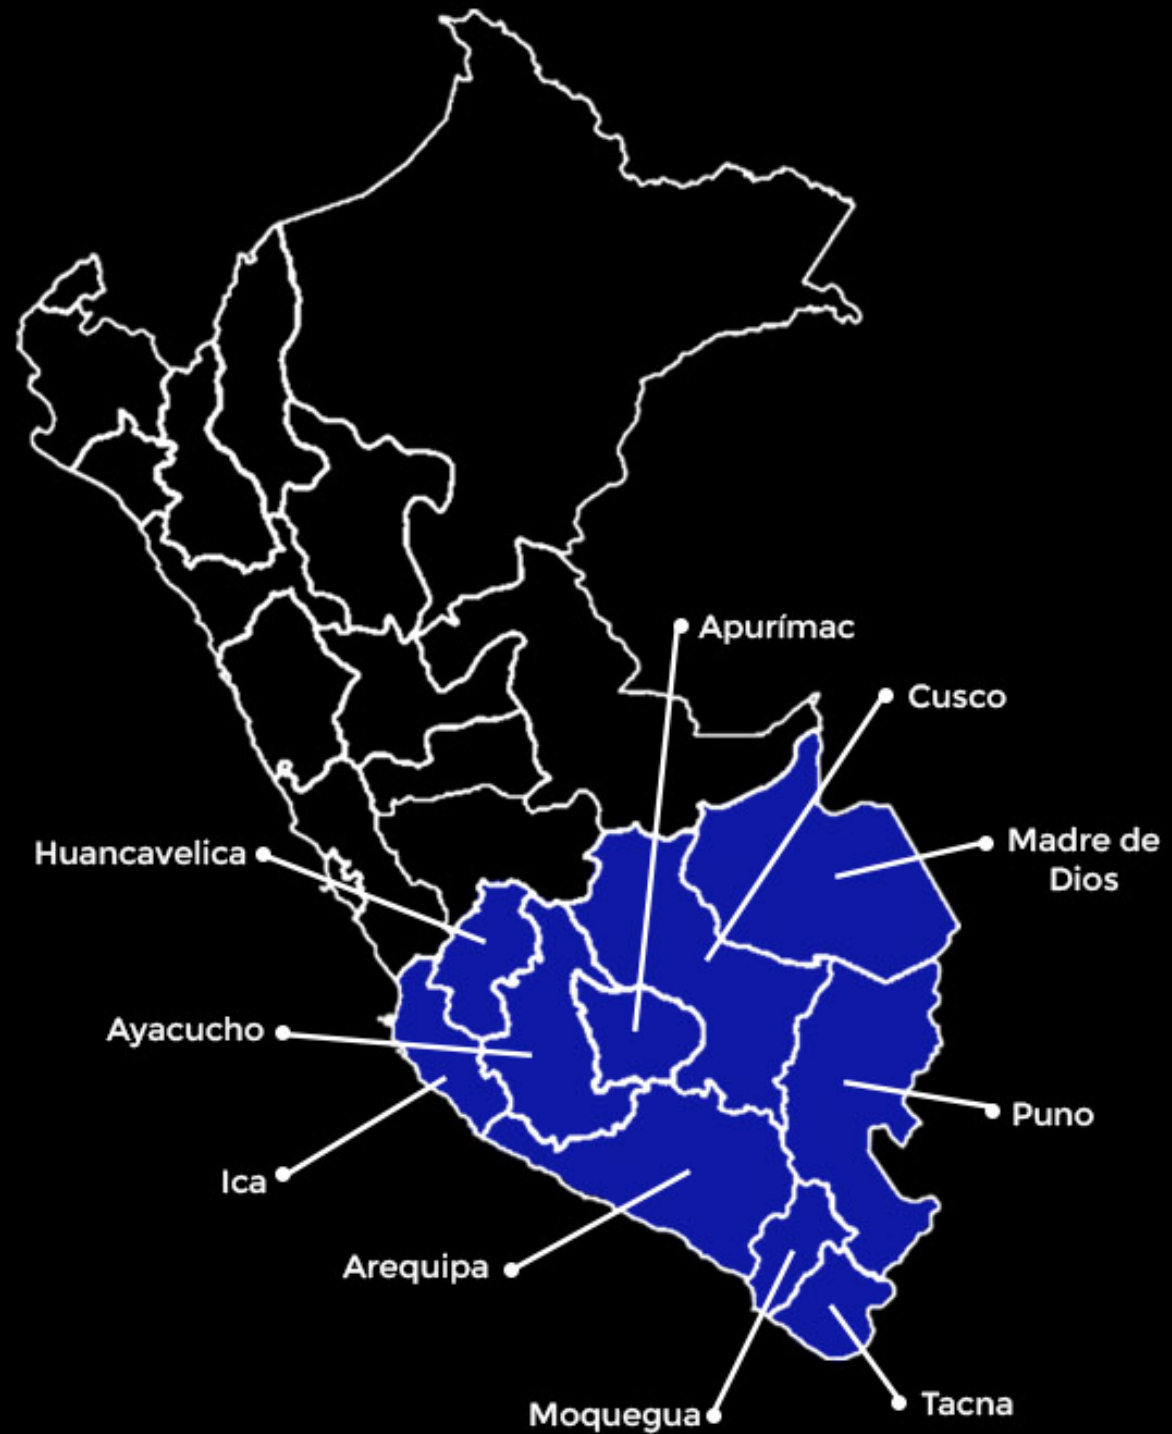 Apurímac
Cusco
Huancavelica
Madre de
Dios
Ayacucho
Puno
Ica
Arequipa
Tacna
Moquegua